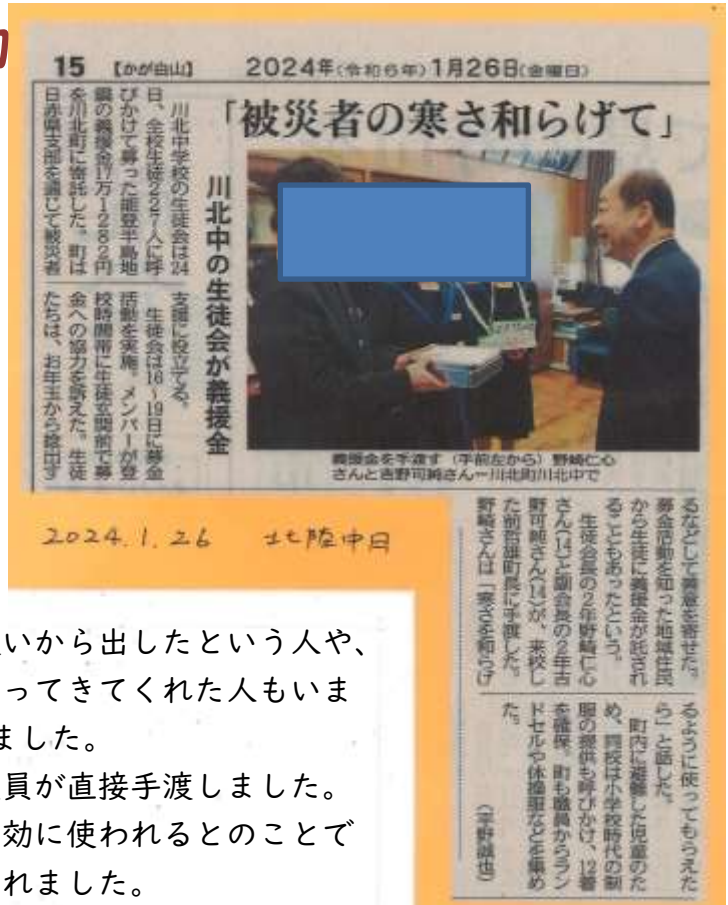 15 【かが白山】 2024年(令和6年)1月26日(金曜日)
「被災者の寒さ和らげて」
川北中の生徒会が義援金
川北中学校の生徒会は24
日、全校生徒227人に呼
びかけて募った能登半島地
震の義援金17万1282円
を川北町に寄託した。町は
日赤県支部を通じて被災者
支援に役立てる。
生徒会は16~19日に募金
活動を実施。メンバーが登
校時間帯に生徒玄関前で募
金への協力を訴えた。生徒
たちは、お年玉から捻出す
義援金を手渡す(手前左から)野崎仁心
さんと吉野可純さん=川北町川北中で
るなどして善意を寄せた。
募金活動を知った地域住民
から生徒に義援金が託され
ることもあったという。
生徒会長の2年野崎仁心
さん(14)と副会長の2年吉
野可純さん(14)が、来校し
た前哲雄町長に手渡した。
野崎さんは「寒さを和らげ
るように使ってもらえた
ら」と話した。
町内に避難した児童のた
め、同校は小学校時代の制
服の提供も呼びかけ、12着
を確保。町も職員からラン
ドセルや体操服などを集め
た。
(平野誠也)
2024.1.26 北陸中日
いから出したという人や、
ってきてくれた人もいま
ました。
員が直接手渡しました。
効に使われるとのことで
れました。